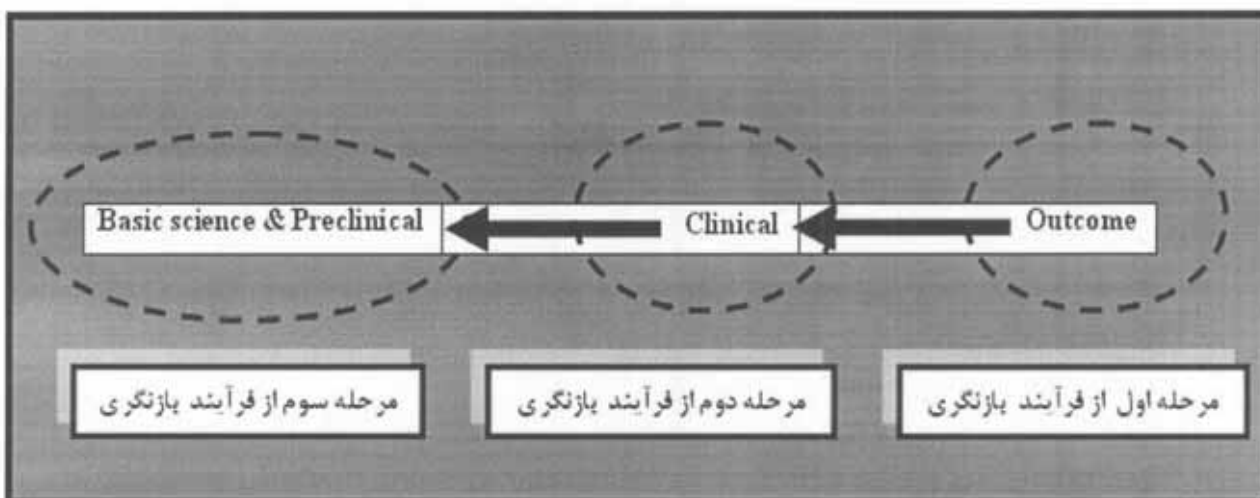 Basic science & Preclinical
Clinical
Outcome
مرحله اول از فرآیند بازنگری
مرحله دوم از فرآیند بازنگری
مرحله سوم از فرآیند بازنگری